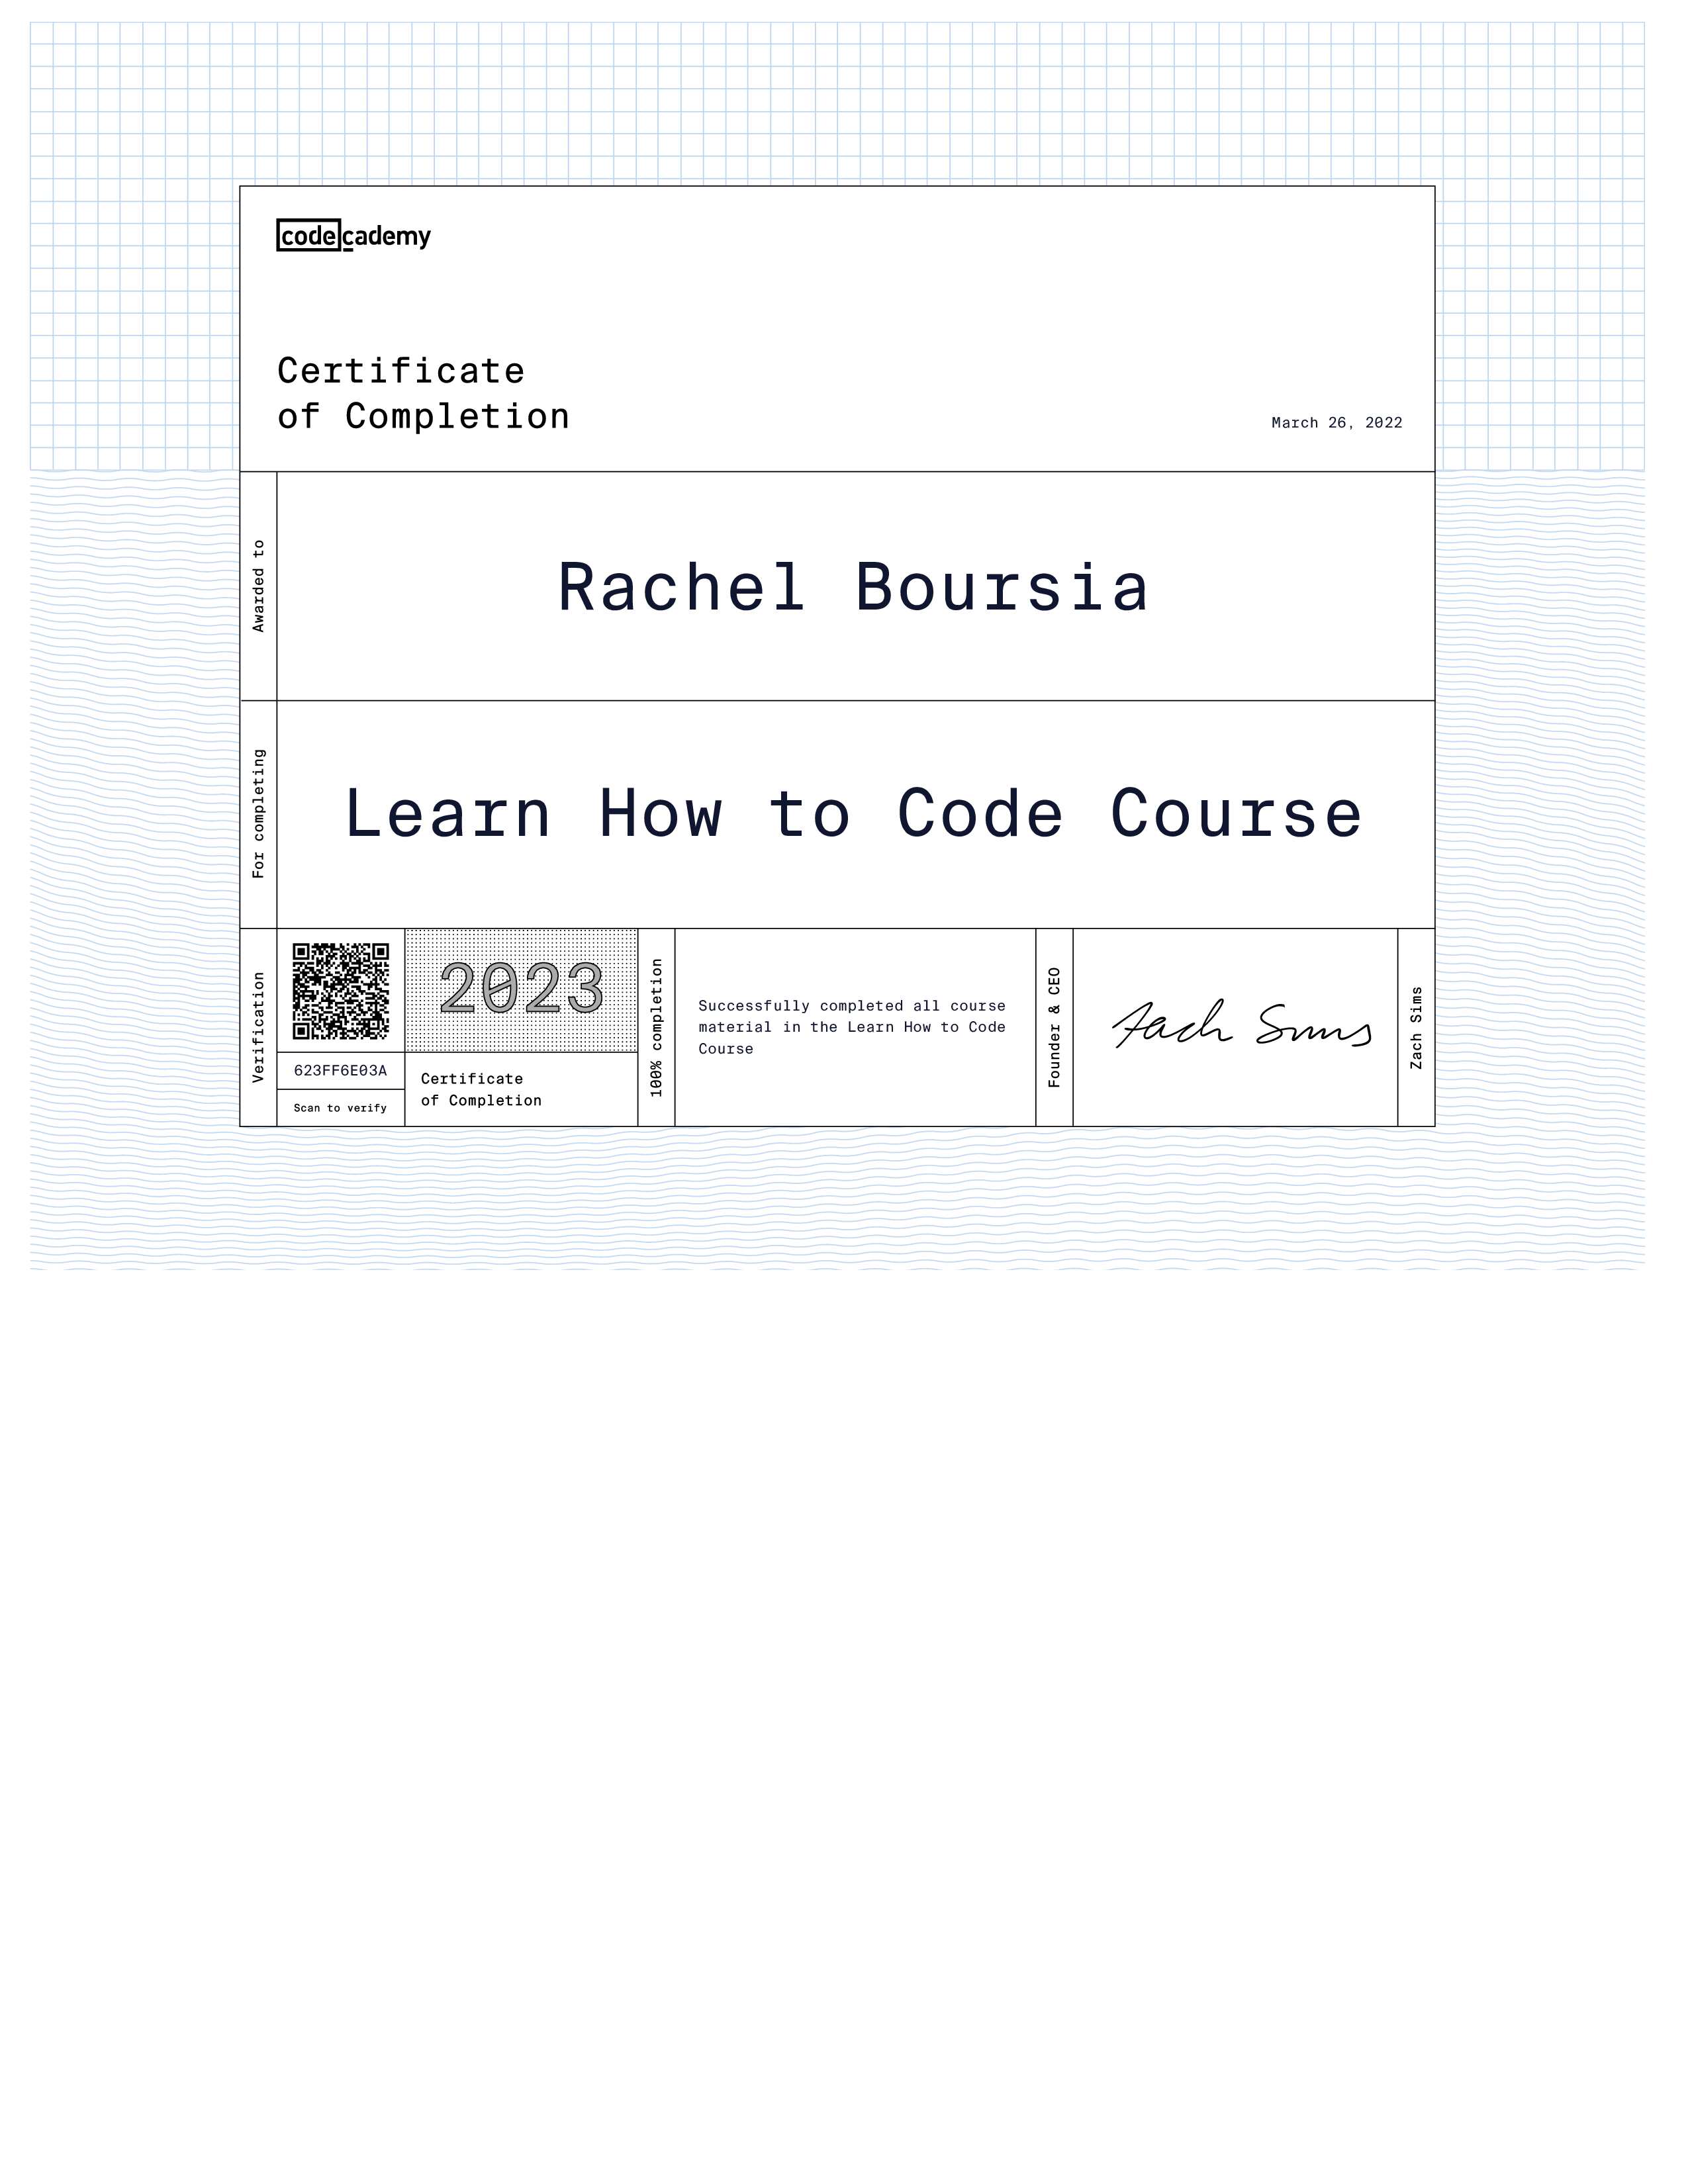 codecademy
Certificate
of Completion
March 26, 2022
Awarded to
Rachel Boursia
For completing
Learn How to Code Course
Verification
623FF6E03A
Scan to verify
2023
Certificate
of Completion
100% completion
Successfully completed all course
material in the Learn How to Code
Course
Founder & CEO
Zach Sims
Zach Sims